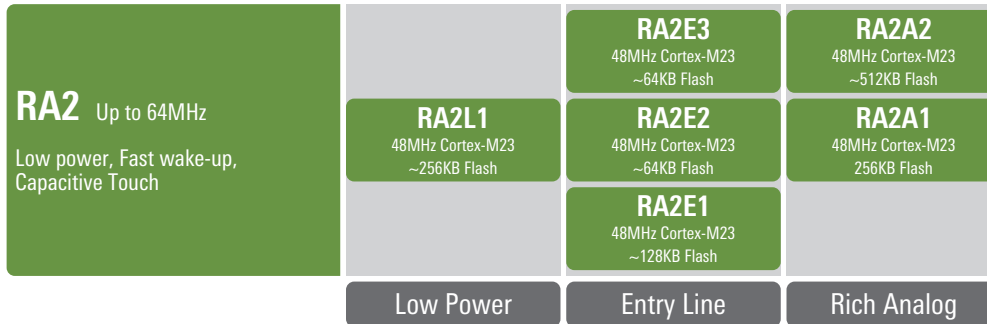 RA2 Up to 64MHz
Low power, Fast wake-up,
Capacitive Touch
RA2L1
48MHz Cortex-M23
~256KB Flash
RA2E3
48MHz Cortex-M23
~64KB Flash
RA2E2
48MHz Cortex-M23
~64KB Flash
RA2E1
48MHz Cortex-M23
~128KB Flash
RA2A2
48MHz Cortex-M23
~512KB Flash
RA2A1
48MHz Cortex-M23
256KB Flash
Low Power
Entry Line
Rich Analog